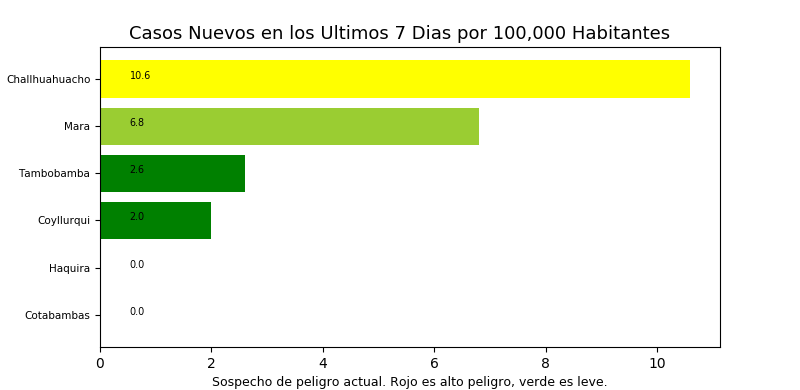 Casos Nuevos en los Ultimos 7 Dias por 100,000 Habitantes
Challhuahuacho 10.6
Mara 6.8
Tambobamba 2.6
Coyllurqui 2.0
Haquira 0.0
Cotabambas 0.0
0 2 4 6 8 10
Sospecho de peligro actual. Rojo es alto peligro, verde es leve.